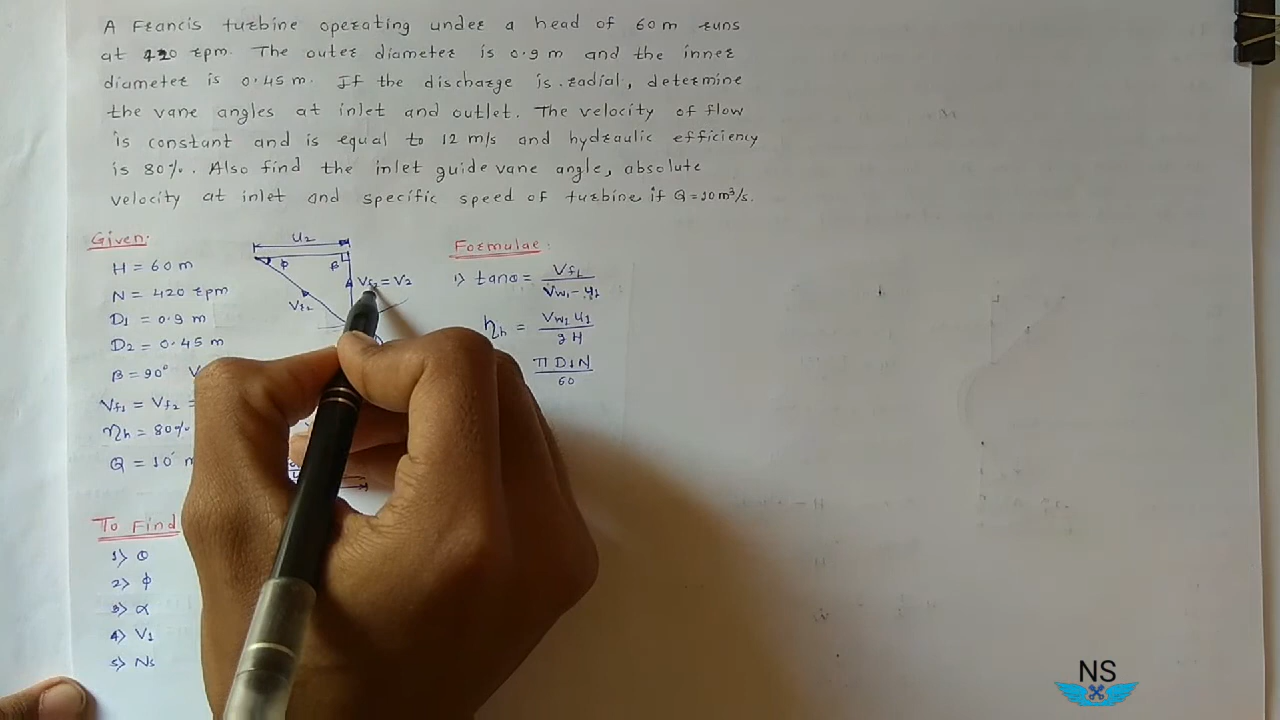 A Francis turbine operating under a head of 60 m runs
at 420 rpm. The outer diameter is 0.9 m and the inner
diameter is 0.45 m. If the discharge is radial, determine
the vane angles at inlet and outlet. The velocity of flow
is constant and is equal to 12 m/s and hydraulic efficiency
is 80%. Also find the inlet guide vane angle, absolute
velocity at inlet and specific speed of turbine if Q = 10 m³/s.
Given:
H = 60 m
N = 420 rpm
D1 = 0.9 m
D2 = 0.45 m
β = 90°
Vf1 = Vf2 =
ηh = 80%
Q = 10
To Find
1) θ
2) ϕ
3) α
4) V1
5) Ns
U2
ϕ β
Vf2 = V2
Vr2
Formulae:
1) tanθ = Vf1 / Vw1 - u1
ηh = Vw1 u1 / gH
π D1 N / 60
NS